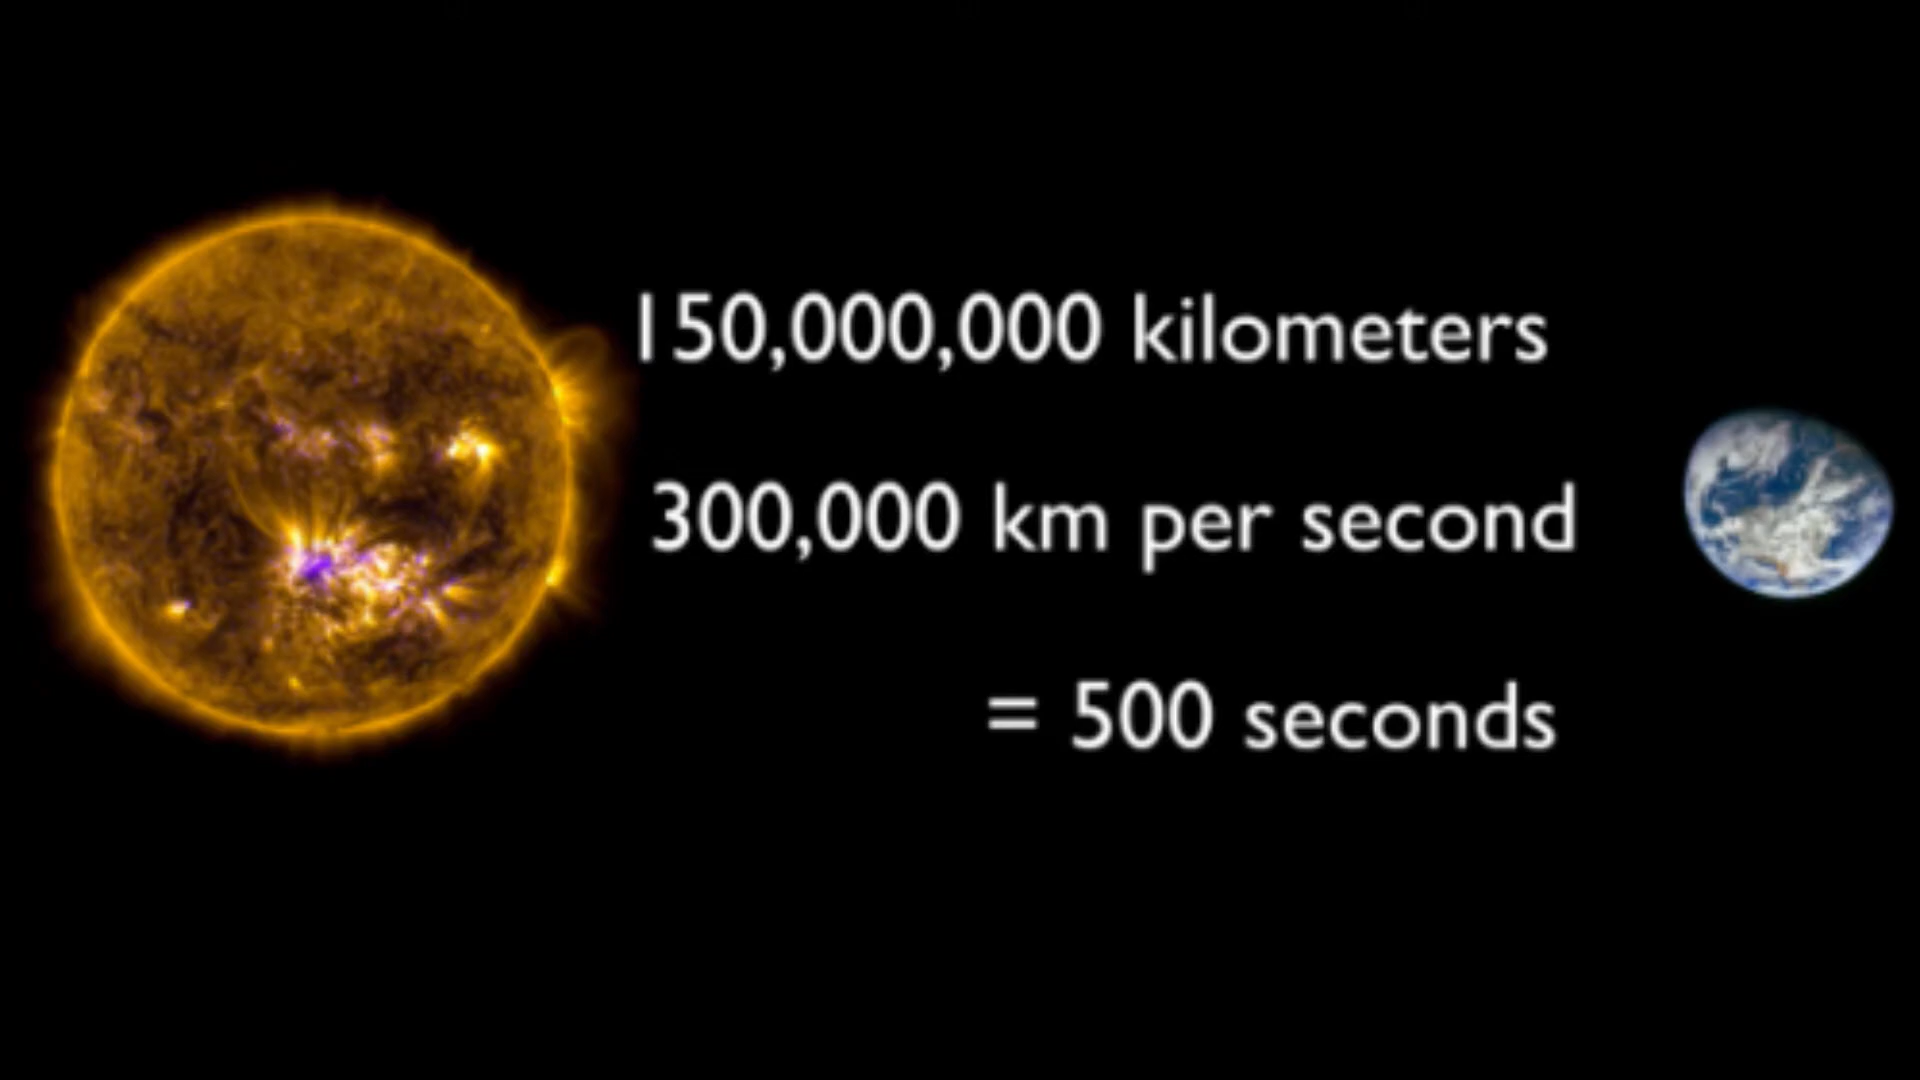 150,000,000 kilometers
300,000 km per second
= 500 seconds